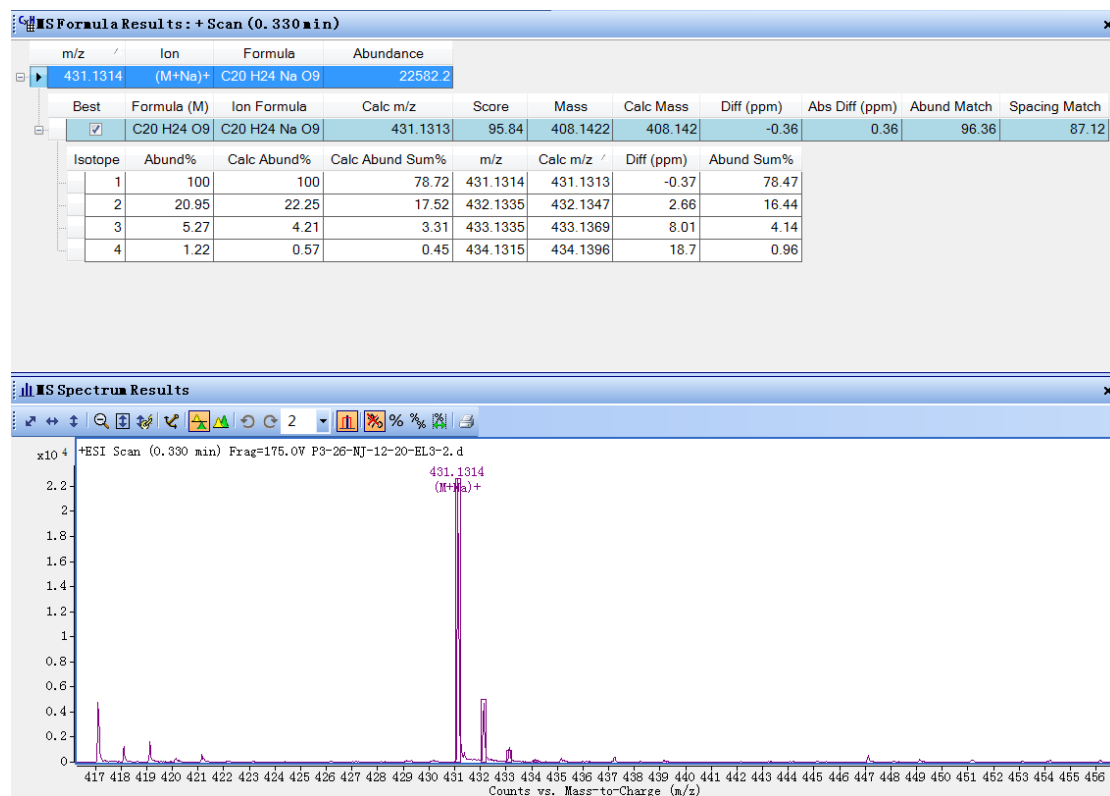 MS Formula Results: + Scan (0.330 min)
m/z Ion Formula Abundance
431.1314 (M+Na)+ C20 H24 Na O9 22582.2
Best Formula (M) Ion Formula Calc m/z Score Mass Calc Mass Diff (ppm) Abs Diff (ppm) Abund Match Spacing Match
C20 H24 O9 C20 H24 Na O9 431.1313 95.84 408.1422 408.142 -0.36 0.36 96.36 87.12
Isotope Abund% Calc Abund% Calc Abund Sum% m/z Calc m/z Diff (ppm) Abund Sum%
1 100 100 78.72 431.1314 431.1313 -0.37 78.47
2 20.95 22.25 17.52 432.1335 432.1347 2.66 16.44
3 5.27 4.21 3.31 433.1335 433.1369 8.01 4.14
4 1.22 0.57 0.45 434.1315 434.1396 18.7 0.96
MS Spectrum Results
2 % %
x10 4 +ESI Scan (0.330 min) Frag=175.0V P3-26-NJ-12-20-EL3-2.d
431.1314
(M+Na)+
2.2
2
1.8
1.6
1.4
1.2
1
0.8
0.6
0.4
0.2
0
417 418 419 420 421 422 423 424 425 426 427 428 429 430 431 432 433 434 435 436 437 438 439 440 441 442 443 444 445 446 447 448 449 450 451 452 453 454 455 456
Counts vs. Mass-to-Charge (m/z)